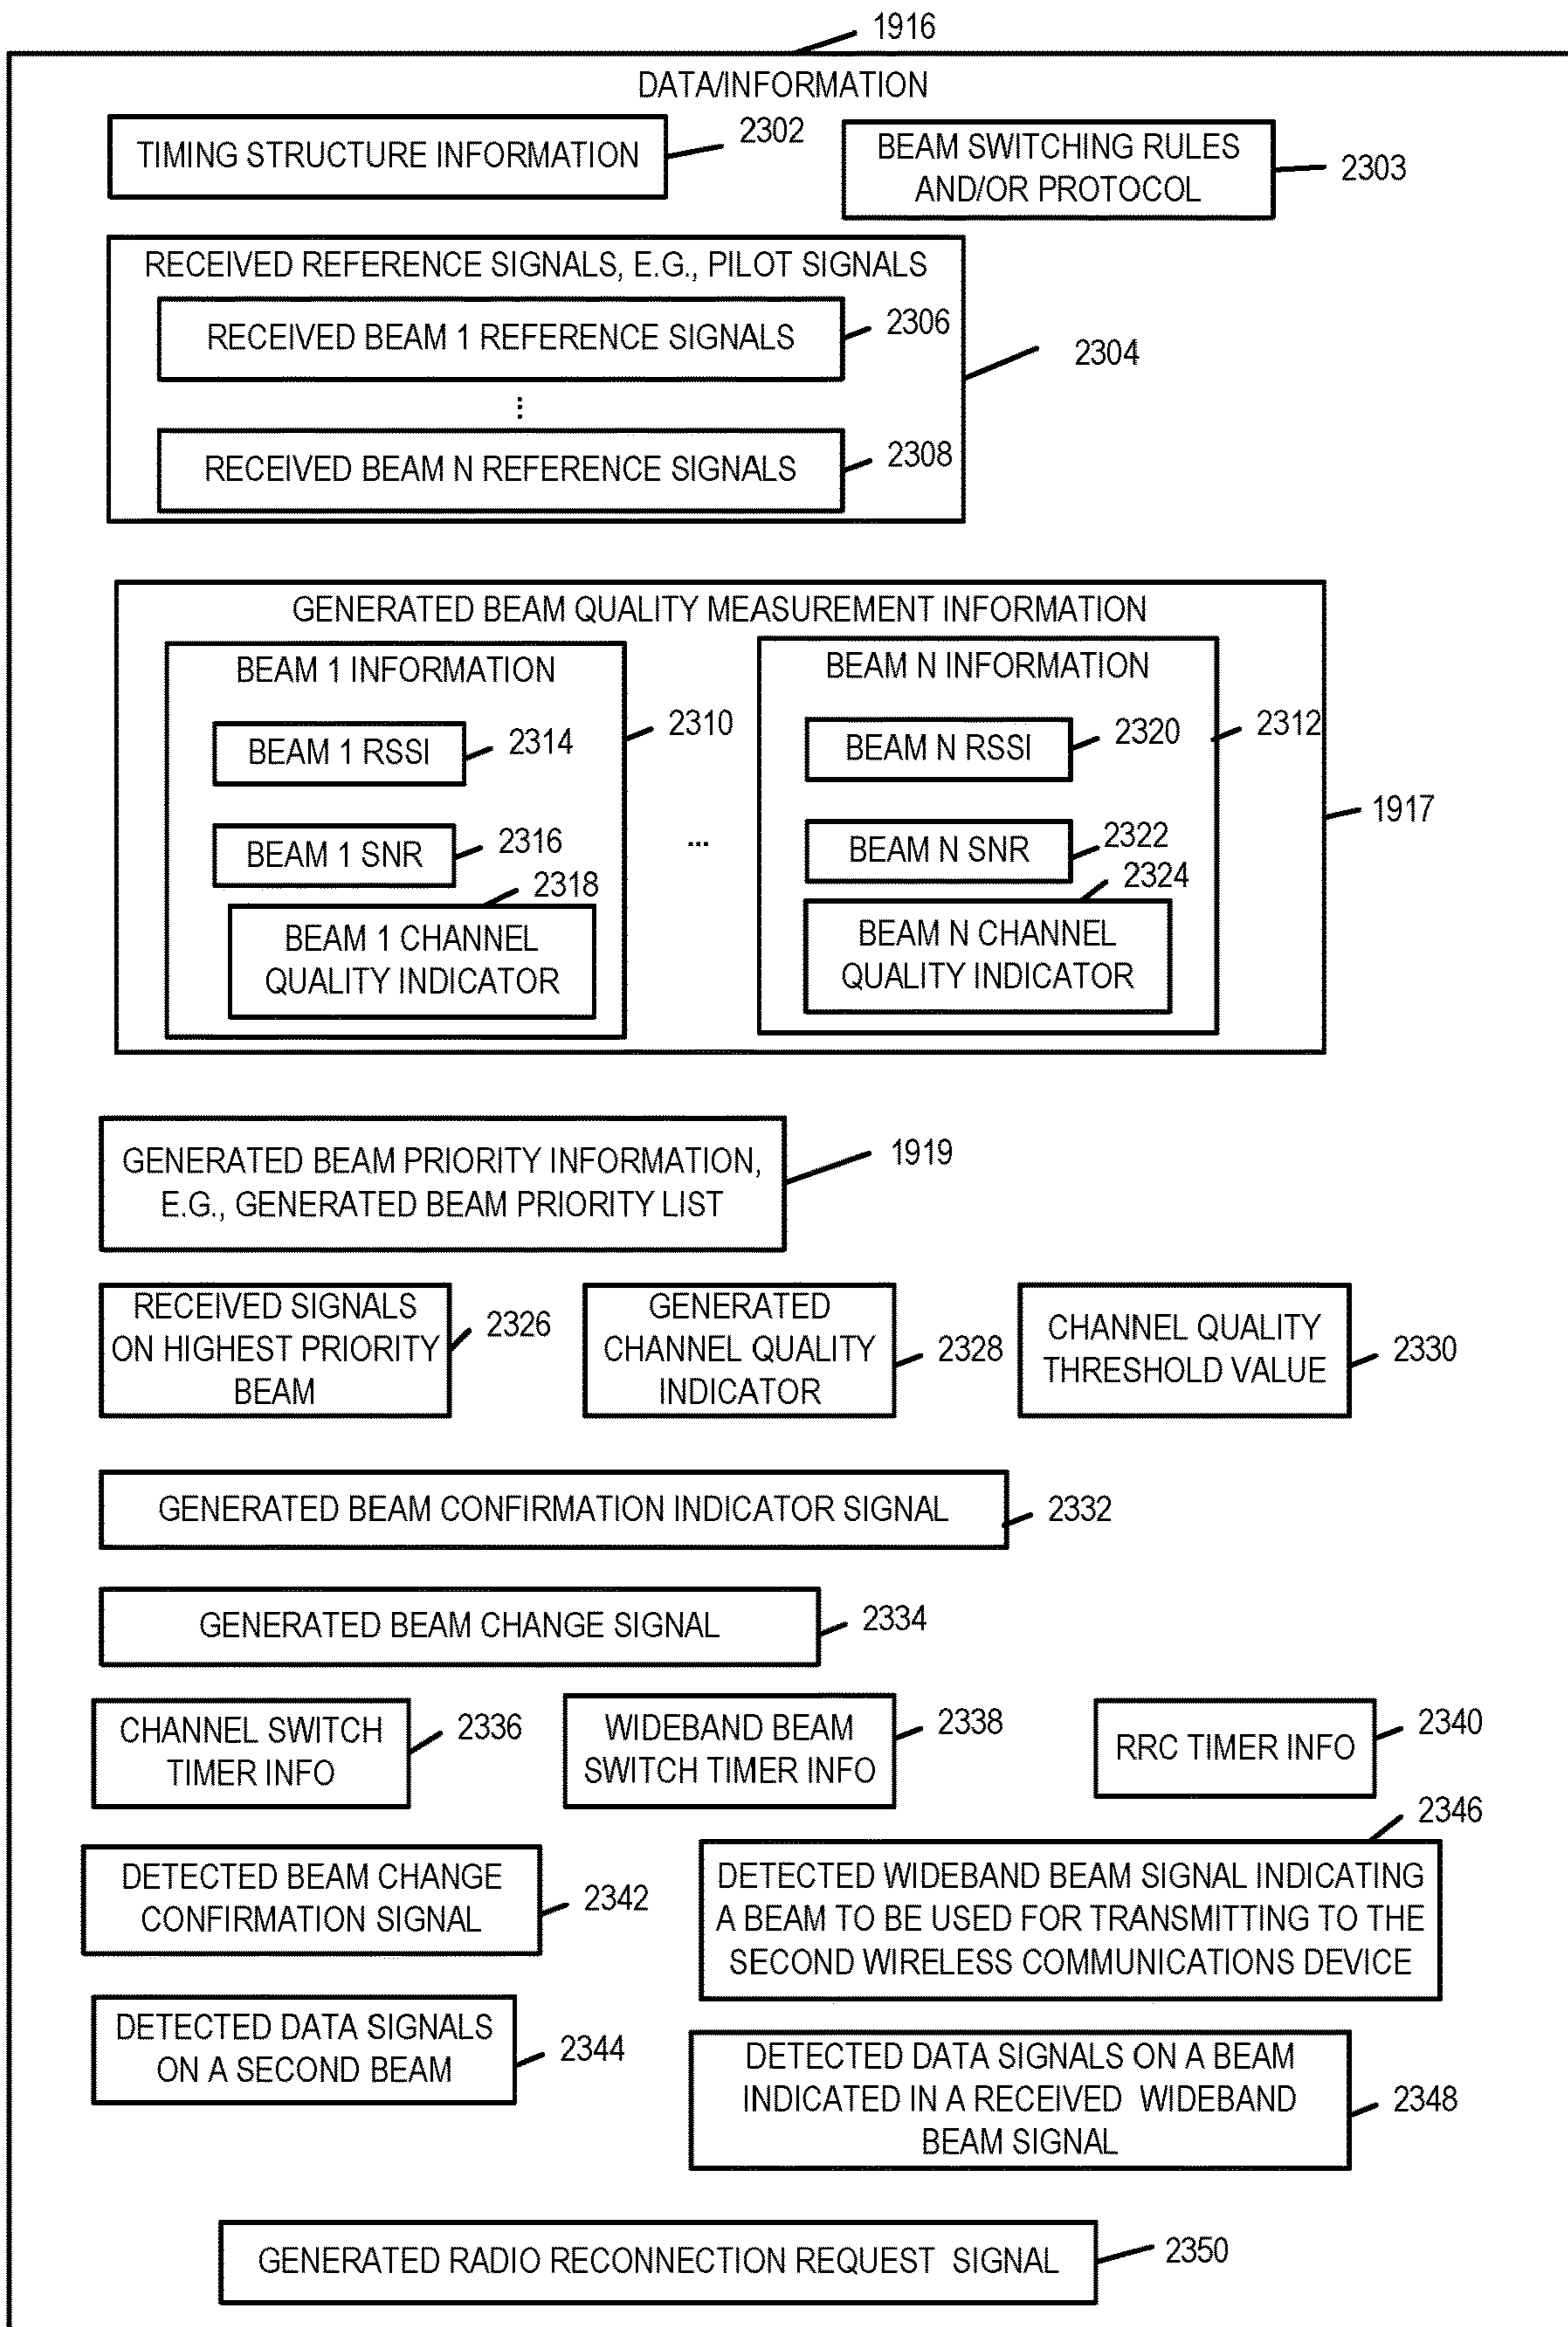 1916
DATA/INFORMATION
TIMING STRUCTURE INFORMATION
2302
BEAM SWITCHING RULES
AND/OR PROTOCOL
2303
RECEIVED REFERENCE SIGNALS, E.G., PILOT SIGNALS
RECEIVED BEAM 1 REFERENCE SIGNALS
2306
2304
⋮
RECEIVED BEAM N REFERENCE SIGNALS
2308
GENERATED BEAM QUALITY MEASUREMENT INFORMATION
BEAM 1 INFORMATION
BEAM 1 RSSI
2314
2310
BEAM 1 SNR
2316
2318
BEAM 1 CHANNEL
QUALITY INDICATOR
...
BEAM N INFORMATION
BEAM N RSSI
2320
2312
BEAM N SNR
2322
2324
BEAM N CHANNEL
QUALITY INDICATOR
1917
GENERATED BEAM PRIORITY INFORMATION,
E.G., GENERATED BEAM PRIORITY LIST
1919
RECEIVED SIGNALS
ON HIGHEST PRIORITY
BEAM
2326
GENERATED
CHANNEL QUALITY
INDICATOR
2328
CHANNEL QUALITY
THRESHOLD VALUE
2330
GENERATED BEAM CONFIRMATION INDICATOR SIGNAL
2332
GENERATED BEAM CHANGE SIGNAL
2334
CHANNEL SWITCH
TIMER INFO
2336
WIDEBAND BEAM
SWITCH TIMER INFO
2338
RRC TIMER INFO
2340
DETECTED BEAM CHANGE
CONFIRMATION SIGNAL
2342
2346
DETECTED WIDEBAND BEAM SIGNAL INDICATING
A BEAM TO BE USED FOR TRANSMITTING TO THE
SECOND WIRELESS COMMUNICATIONS DEVICE
DETECTED DATA SIGNALS
ON A SECOND BEAM
2344
DETECTED DATA SIGNALS ON A BEAM
INDICATED IN A RECEIVED WIDEBAND
BEAM SIGNAL
2348
GENERATED RADIO RECONNECTION REQUEST SIGNAL
2350